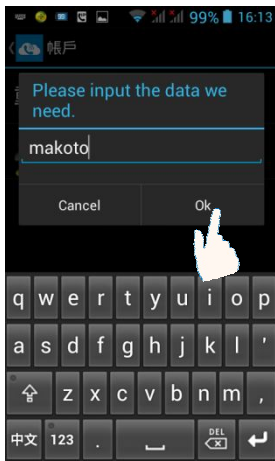 99% 16:13
帳戶
Please input the data we
need.
makoto
Cancel Ok
q w e r t y u i o p
a s d f g h j k l '
z x c v b n m ,
DEL
中文 123 .